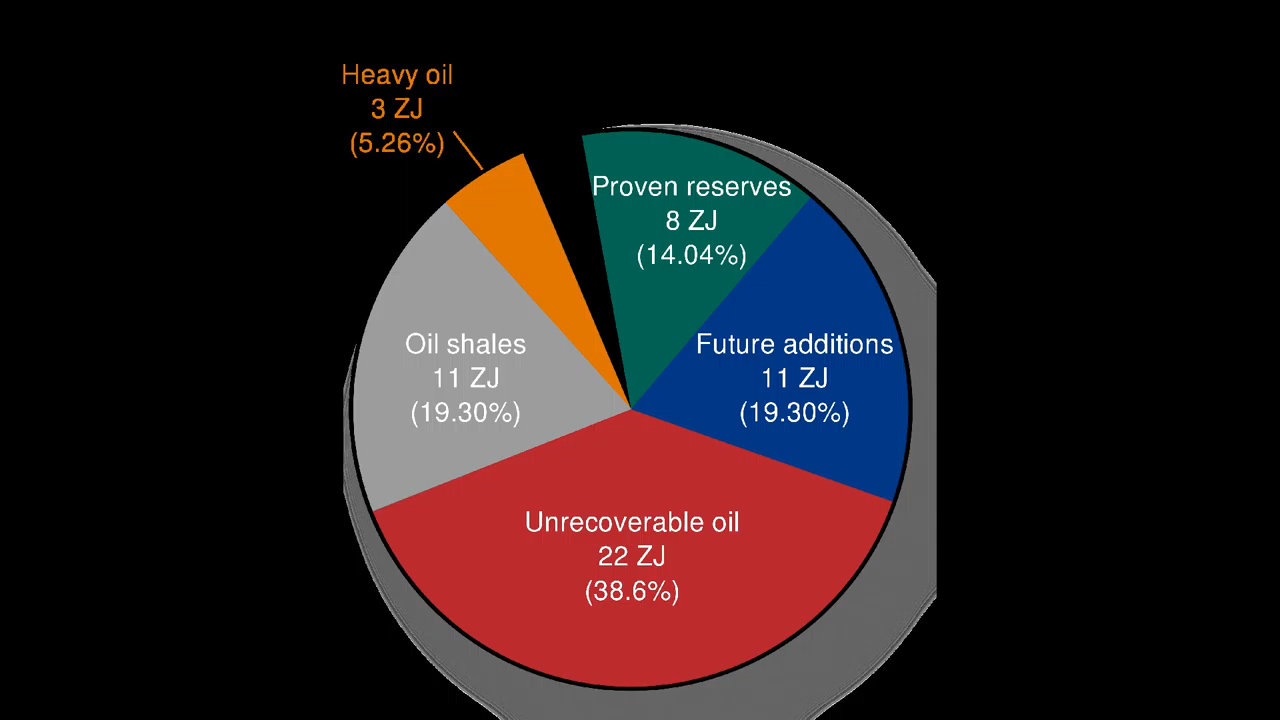 Heavy oil
3 ZJ
(5.26%)
Proven reserves
8 ZJ
(14.04%)
Oil shales
11 ZJ
(19.30%)
Future additions
11 ZJ
(19.30%)
Unrecoverable oil
22 ZJ
(38.6%)